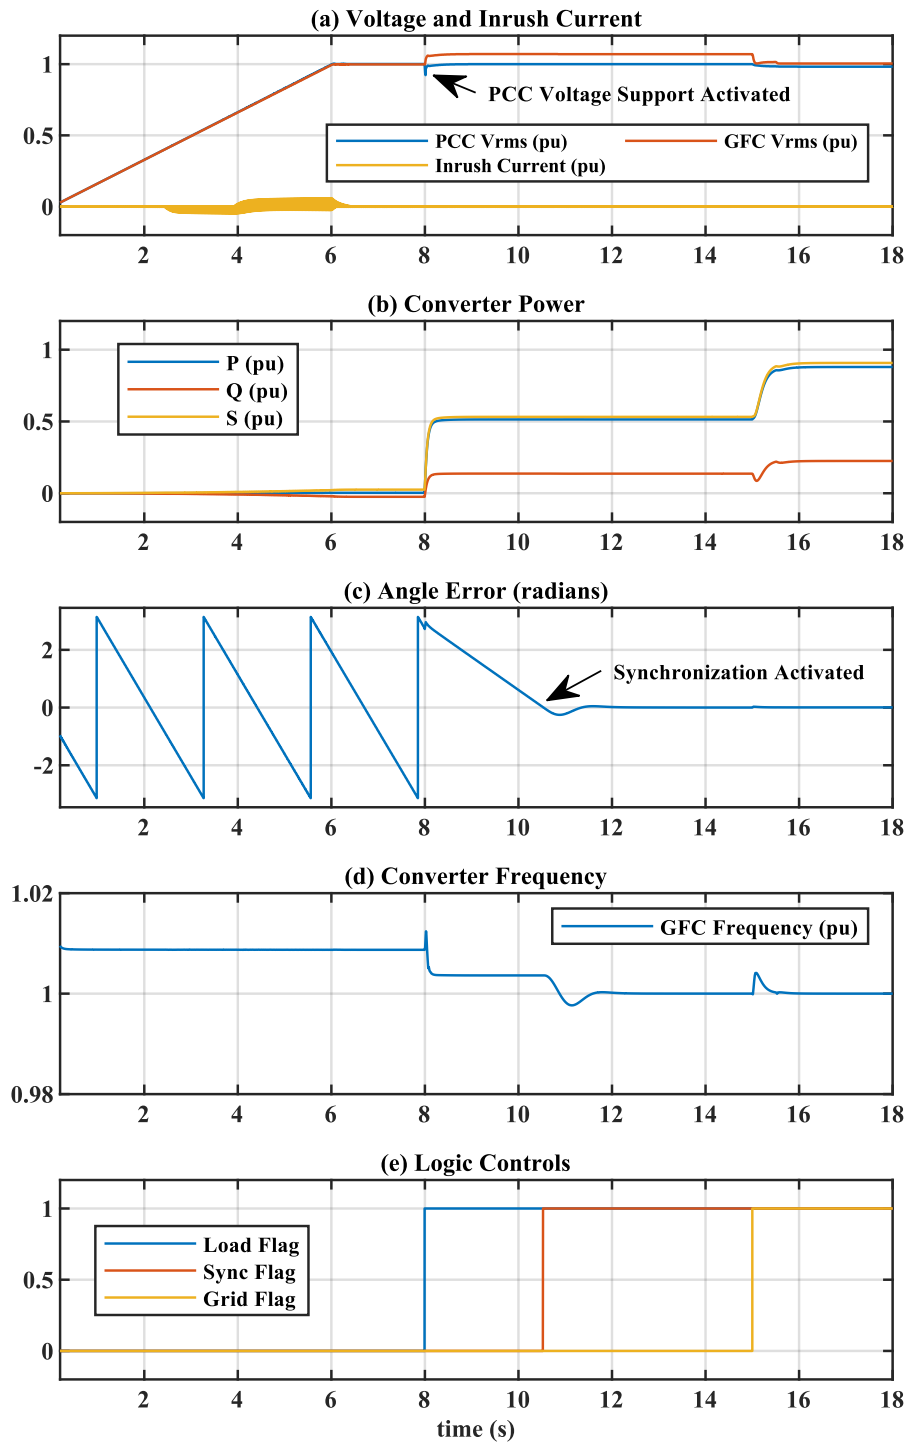 (a) Voltage and Inrush Current
1
PCC Voltage Support Activated
0.5
PCC Vrms (pu)
GFC Vrms (pu)
Inrush Current (pu)
0
2 4 6 8 10 12 14 16 18
(b) Converter Power
1
P (pu)
Q (pu)
0.5
S (pu)
0
2 4 6 8 10 12 14 16 18
(c) Angle Error (radians)
2
Synchronization Activated
0
-2
2 4 6 8 10 12 14 16 18
(d) Converter Frequency
1.02
GFC Frequency (pu)
1
0.98
2 4 6 8 10 12 14 16 18
(e) Logic Controls
1
Load Flag
0.5
Sync Flag
Grid Flag
0
2 4 6 8 10 12 14 16 18
time (s)